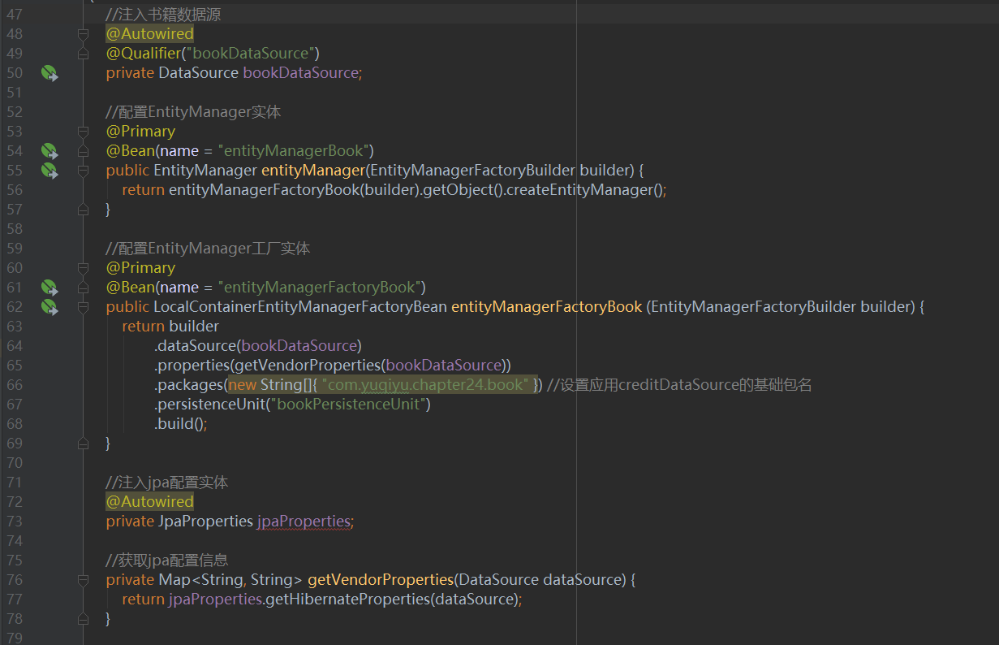 47 //注入书籍数据源
48 @Autowired
49 @Qualifier("bookDataSource")
50 private DataSource bookDataSource;
51
52 //配置EntityManager实体
53 @Primary
54 @Bean(name = "entityManagerBook")
55 public EntityManager entityManager(EntityManagerFactoryBuilder builder) {
56 return entityManagerFactoryBook(builder).getObject().createEntityManager();
57 }
58
59 //配置EntityManager工厂实体
60 @Primary
61 @Bean(name = "entityManagerFactoryBook")
62 public LocalContainerEntityManagerFactoryBean entityManagerFactoryBook (EntityManagerFactoryBuilder builder) {
63 return builder
64 .dataSource(bookDataSource)
65 .properties(getVendorProperties(bookDataSource))
66 .packages(new String[]{ "com.yuqiyu.chapter24.book" }) //设置应用creditDataSource的基础包名
67 .persistenceUnit("bookPersistenceUnit")
68 .build();
69 }
70
71 //注入jpa配置实体
72 @Autowired
73 private JpaProperties jpaProperties;
74
75 //获取jpa配置信息
76 private Map<String, String> getVendorProperties(DataSource dataSource) {
77 return jpaProperties.getHibernateProperties(dataSource);
78 }
79